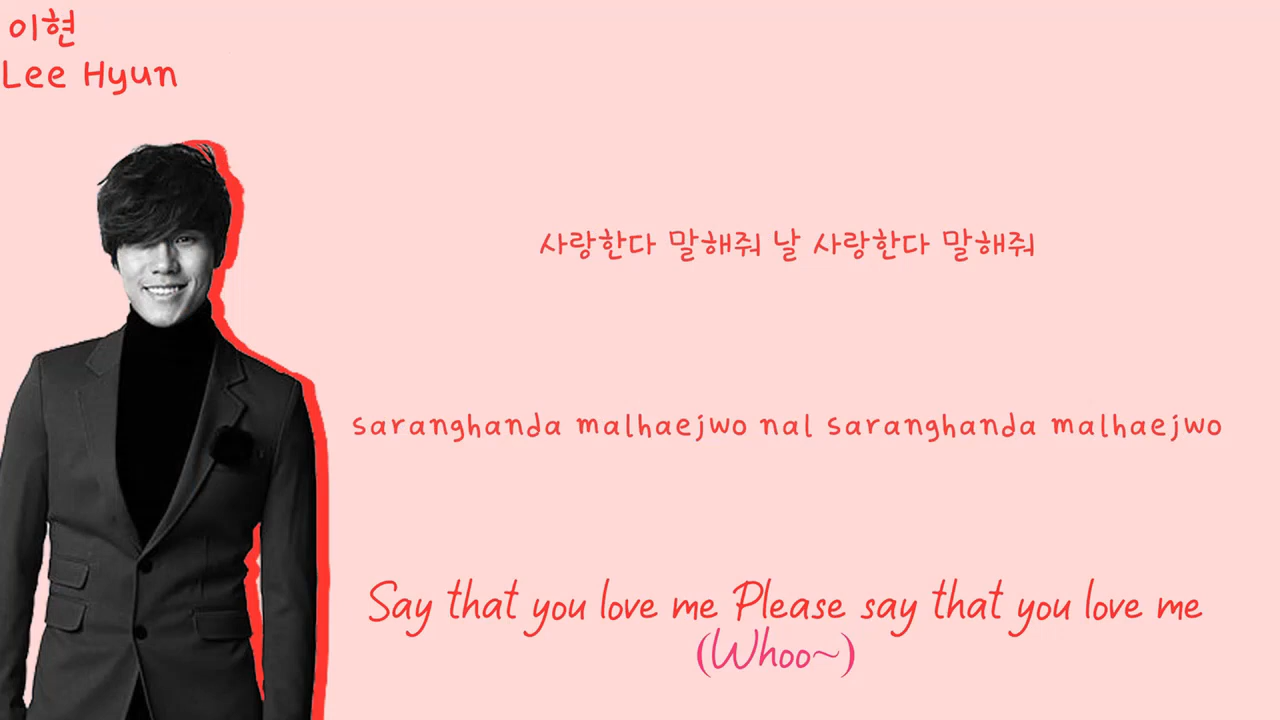 이현
Lee Hyun
사랑한다 말해줘 날 사랑한다 말해줘
saranghanda malhaejwo nal saranghanda malhaejwo
Say that you love me Please say that you love me
(Whoo~)